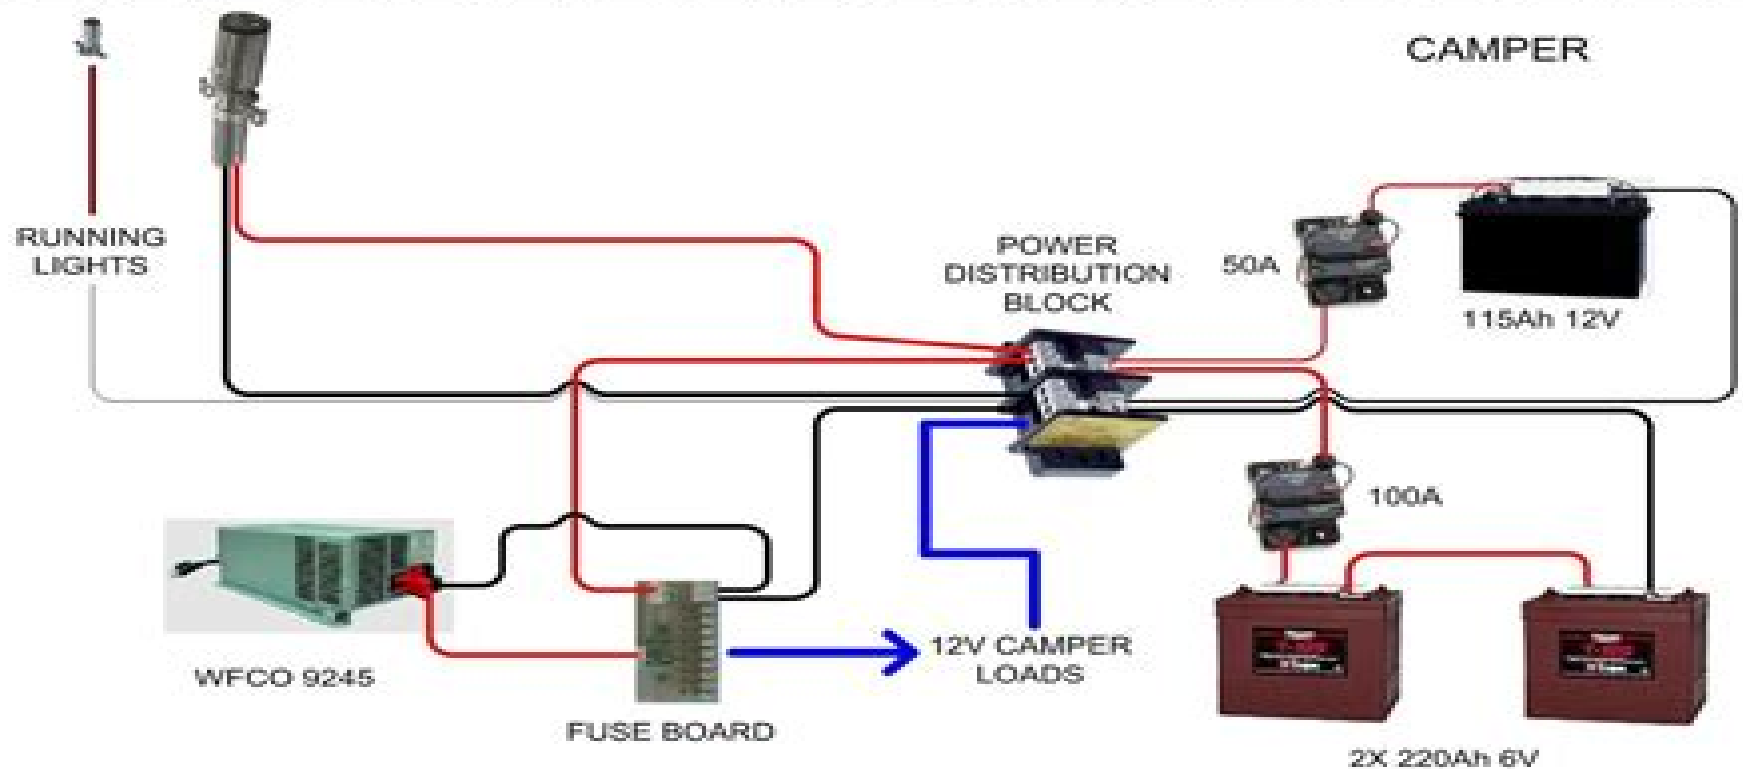 CAMPER
RUNNING
LIGHTS
POWER
DISTRIBUTION
BLOCK
50A
115Ah 12V
100A
12V CAMPER
LOADS
WFCO 9245
FUSE BOARD
2X 220Ah 6V